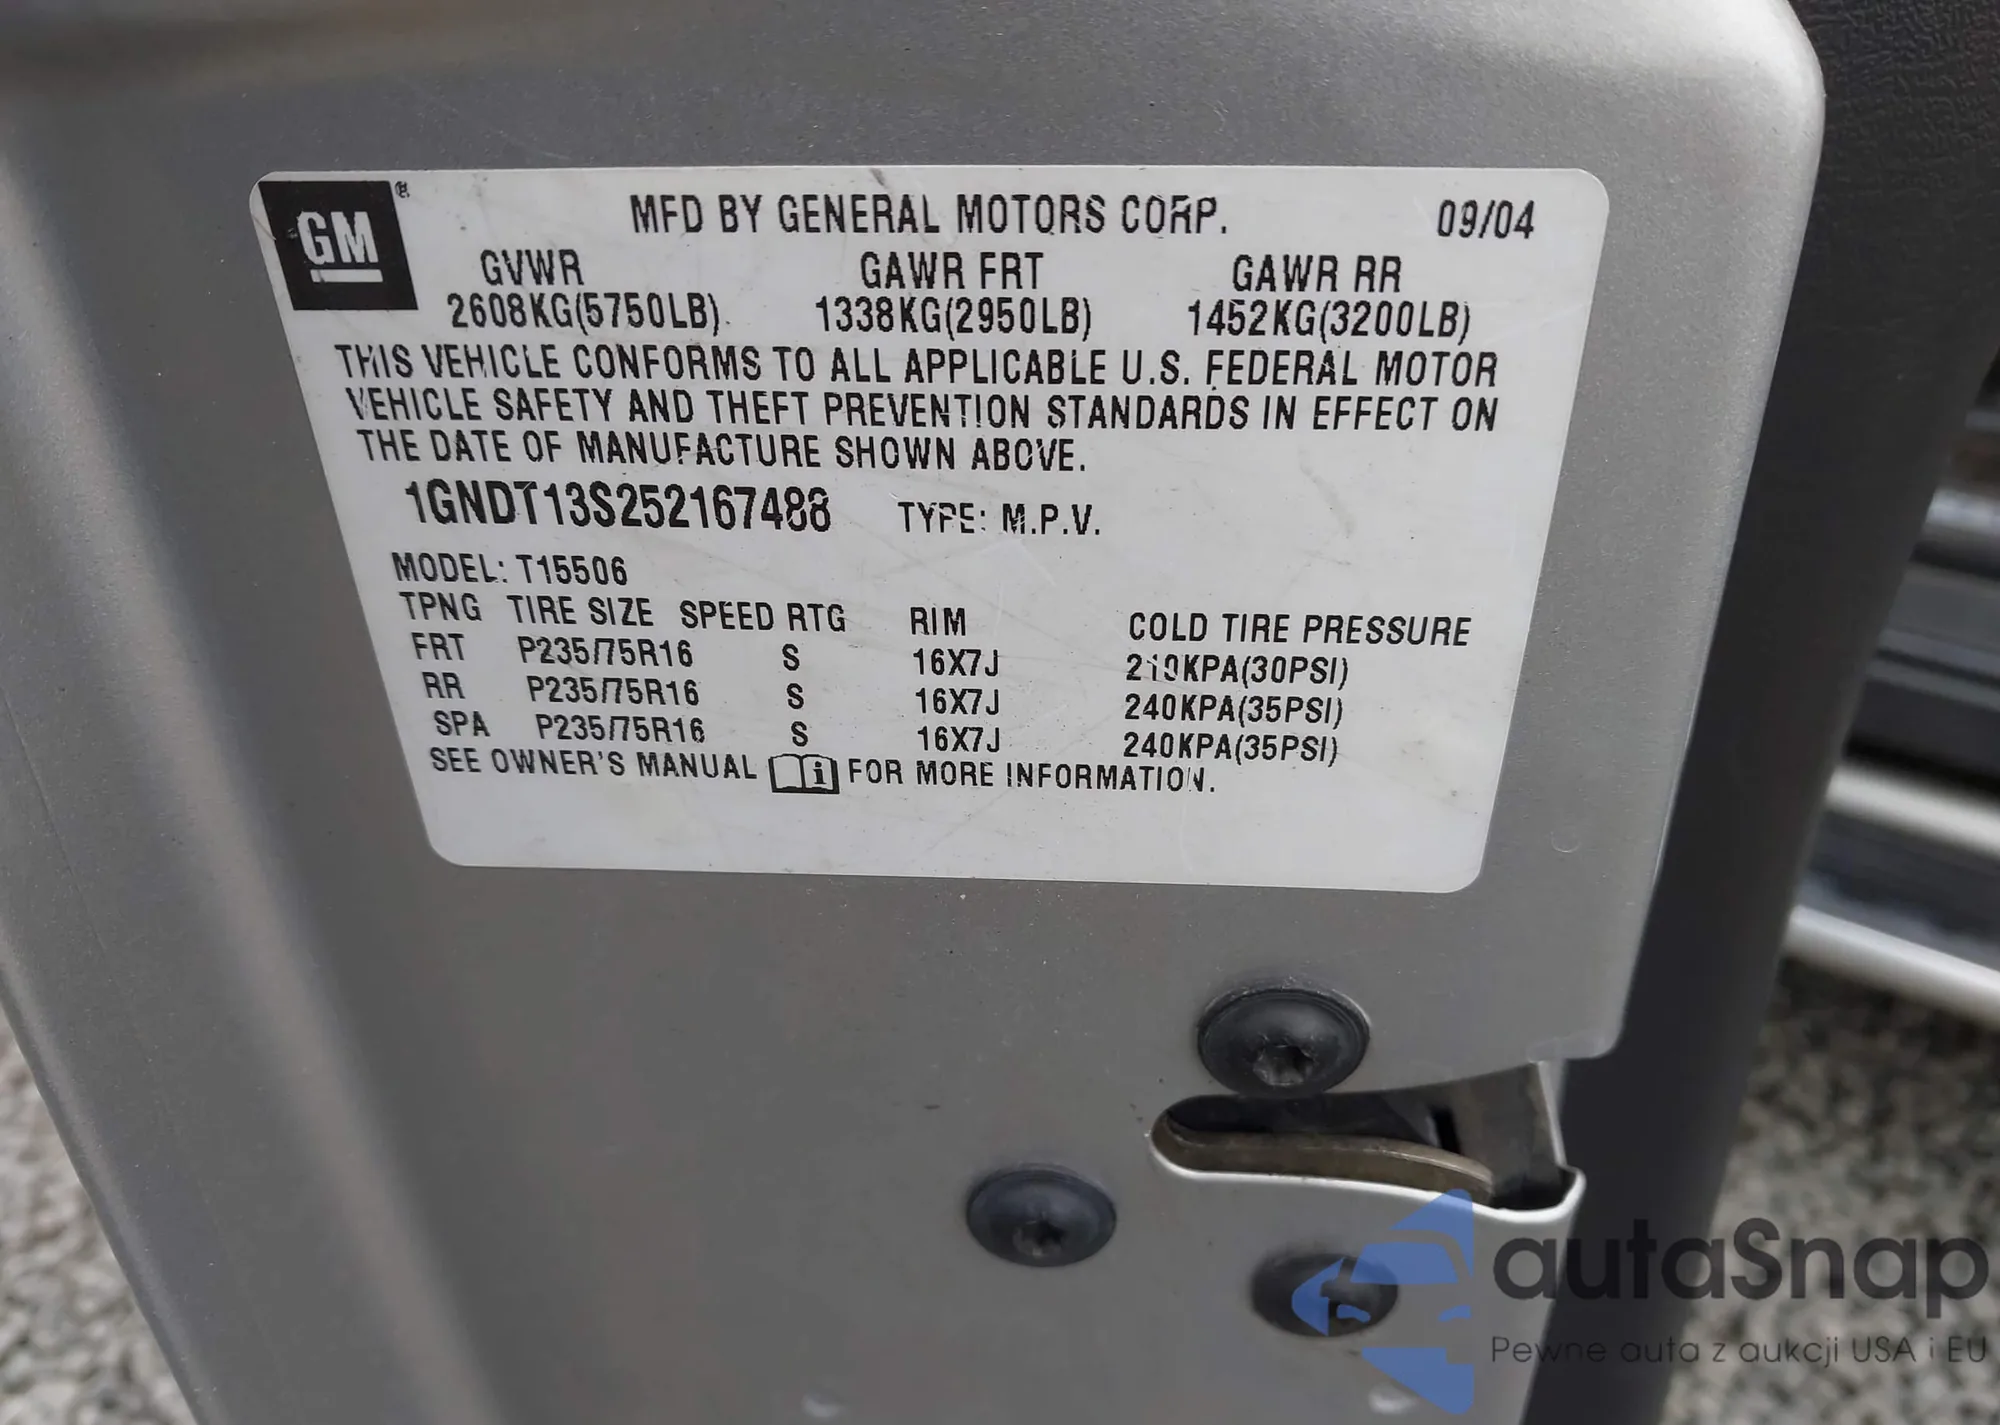 GM
MFD BY GENERAL MOTORS CORP. 09/04
GVWR GAWR FRT GAWR RR
2608KG(5750LB). 1338KG(2950LB) 1452KG(3200LB)
THIS VEHICLE CONFORMS TO ALL APPLICABLE U.S. FEDERAL MOTOR
VEHICLE SAFETY AND THEFT PREVENTION STANDARDS IN EFFECT ON
THE DATE OF MANUFACTURE SHOWN ABOVE.
1GNDT13S252167488 TYPE: M.P.V.
MODEL: T15506
TPNG TIRE SIZE SPEED RTG RIM COLD TIRE PRESSURE
FRT P235/75R16 S 16X7J 210KPA(30PSI)
RR P235/75R16 S 16X7J 240KPA(35PSI)
SPA P235/75R16 S 16X7J 240KPA(35PSI)
SEE OWNER'S MANUAL i FOR MORE INFORMATION.
autaSnap
Pewne auta z aukcji USA i EU